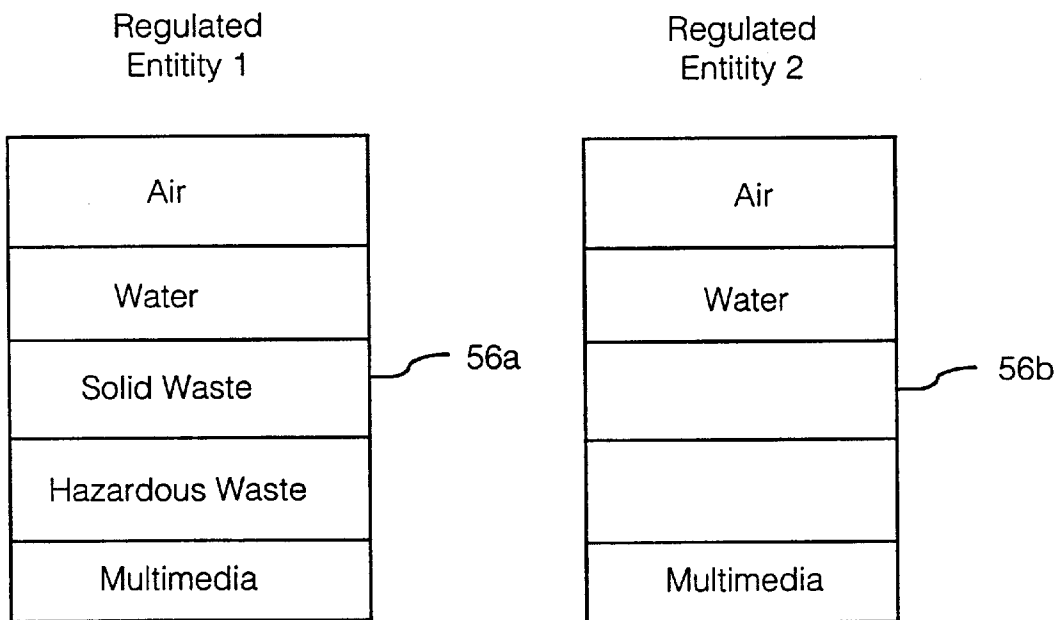 Regulated
Entitity 1
Air
Water
Solid Waste
Hazardous Waste
Multimedia
56a
Regulated
Entitity 2
Air
Water
Multimedia
56b